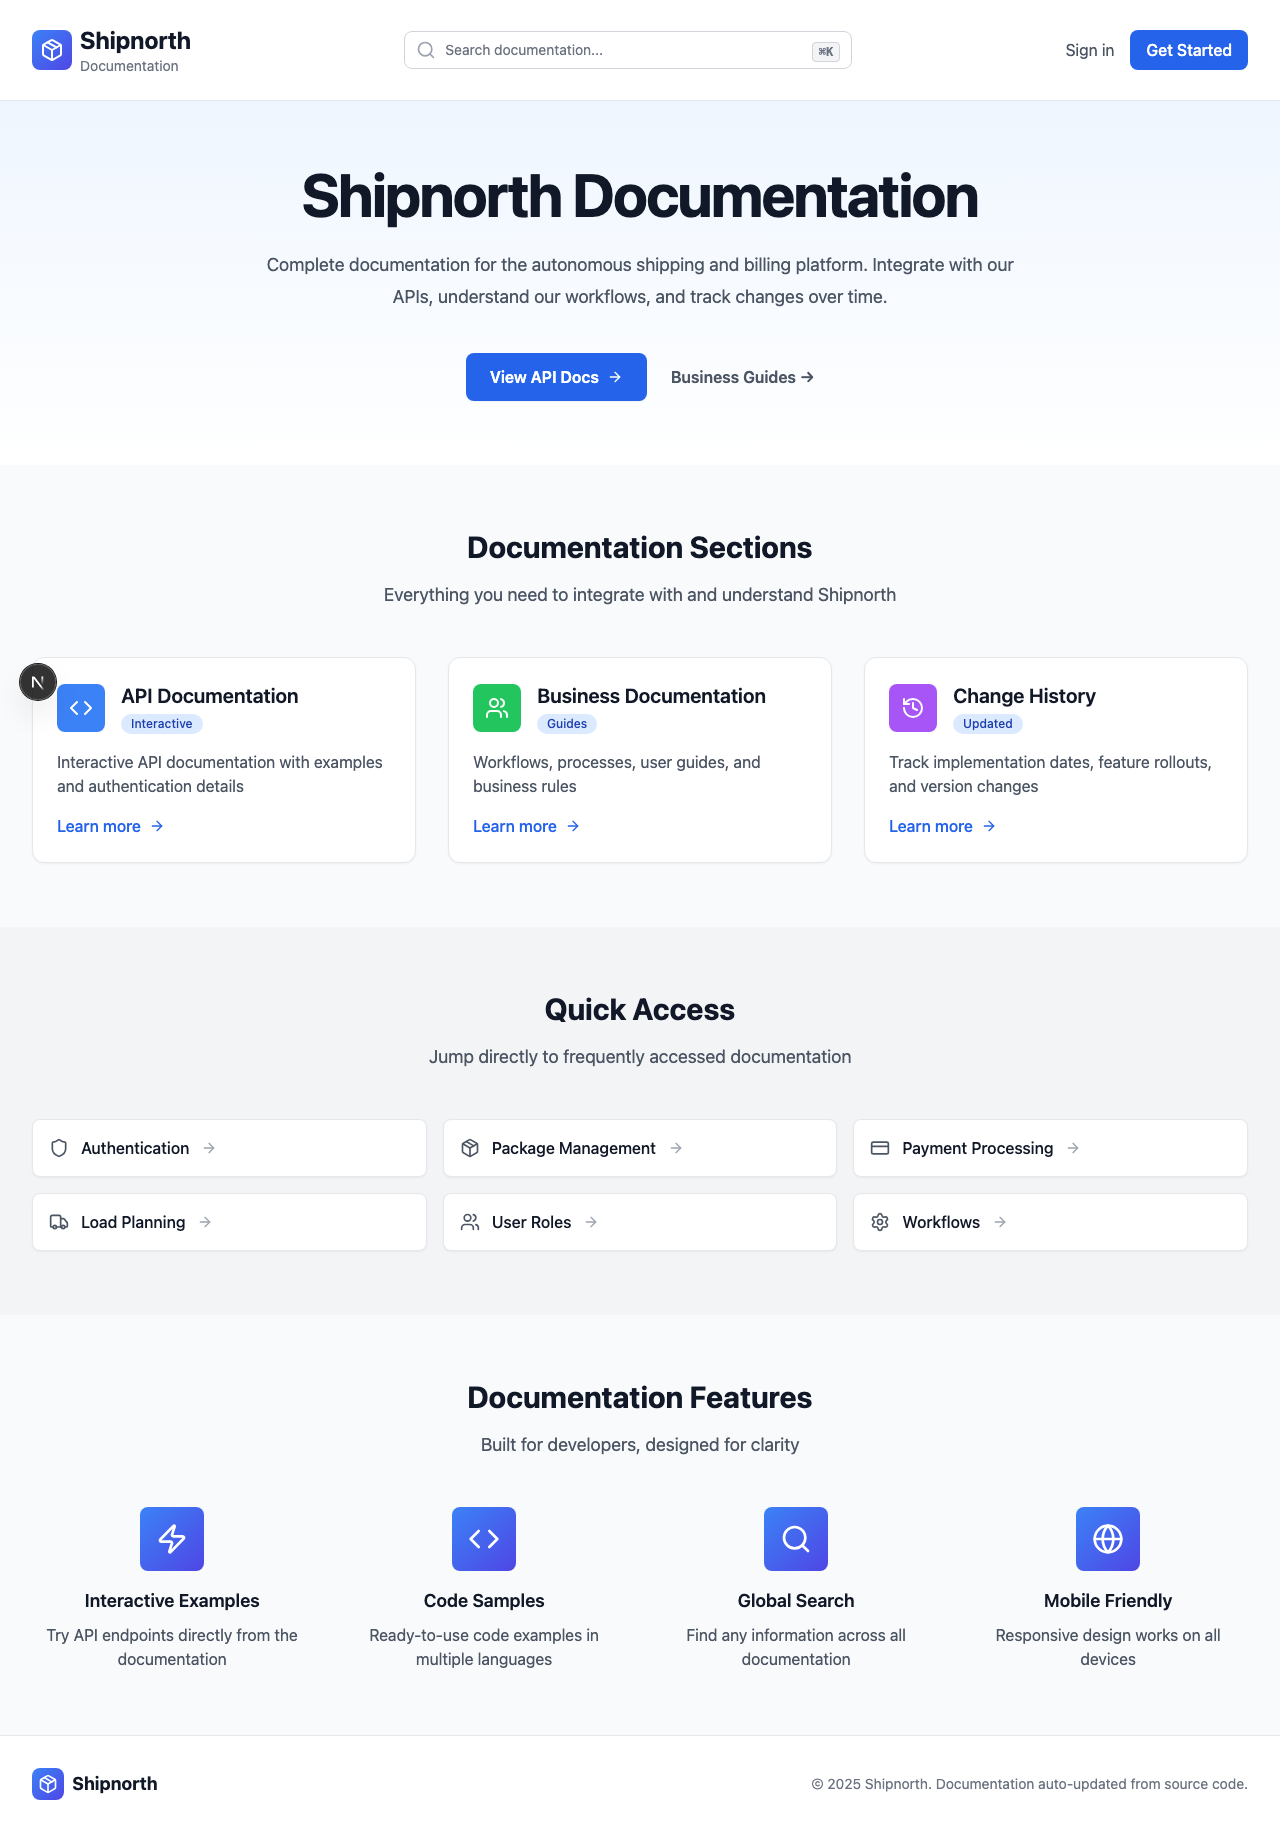 Shipnorth
Documentation
Search documentation...
⌘K
Sign in
Get Started
Shipnorth Documentation
Complete documentation for the autonomous shipping and billing platform. Integrate with our
APIs, understand our workflows, and track changes over time.
View API Docs →
Business Guides →
Documentation Sections
Everything you need to integrate with and understand Shipnorth
N
API Documentation
Interactive
Interactive API documentation with examples
and authentication details
Learn more →
Business Documentation
Guides
Workflows, processes, user guides, and
business rules
Learn more →
Change History
Updated
Track implementation dates, feature rollouts,
and version changes
Learn more →
Quick Access
Jump directly to frequently accessed documentation
Authentication →
Package Management →
Payment Processing →
Load Planning →
User Roles →
Workflows →
Documentation Features
Built for developers, designed for clarity
Interactive Examples
Try API endpoints directly from the
documentation
Code Samples
Ready-to-use code examples in
multiple languages
Global Search
Find any information across all
documentation
Mobile Friendly
Responsive design works on all
devices
Shipnorth
© 2025 Shipnorth. Documentation auto-updated from source code.